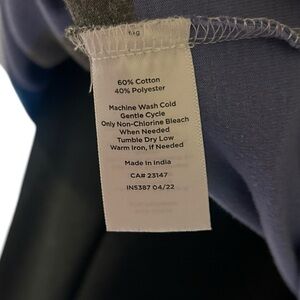 60% Cotton
40% Polyester
Machine Wash Cold
Gentle Cycle
Only Non-Chlorine Bleach
When Needed
Tumble Dry Low
Warm Iron, If Needed
Made in India
CA# 23147
IN5387 04/22